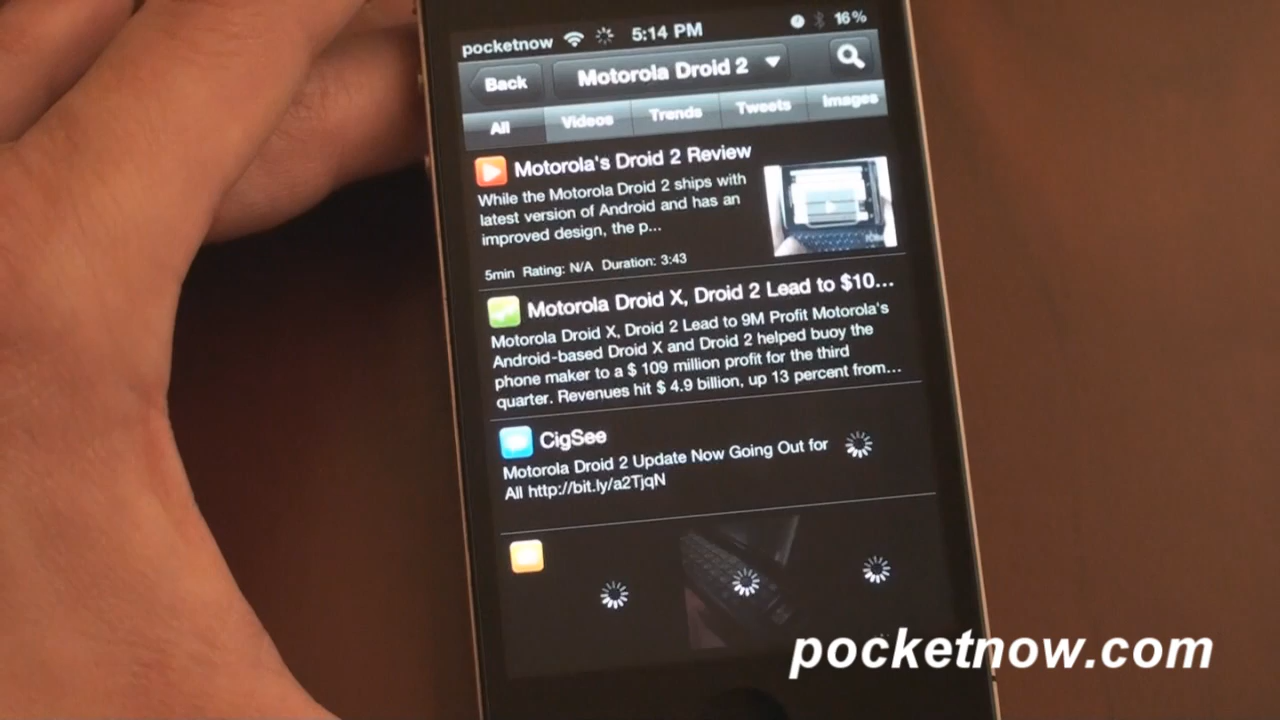 pocketnow 5:14 PM 16%
Back Motorola Droid 2
All Videos Trends Tweets Images
Motorola's Droid 2 Review
While the Motorola Droid 2 ships with
latest version of Android and has an
improved design, the p...
5min Rating: N/A Duration: 3:43
Motorola Droid X, Droid 2 Lead to $10...
Motorola Droid X, Droid 2 Lead to 9M Profit Motorola's
Android-based Droid X and Droid 2 helped buoy the
phone maker to a $ 109 million profit for the third
quarter. Revenues hit $ 4.9 billion, up 13 percent from...
CigSee
Motorola Droid 2 Update Now Going Out for
All http://bit.ly/a2TjqN
pocketnow.com